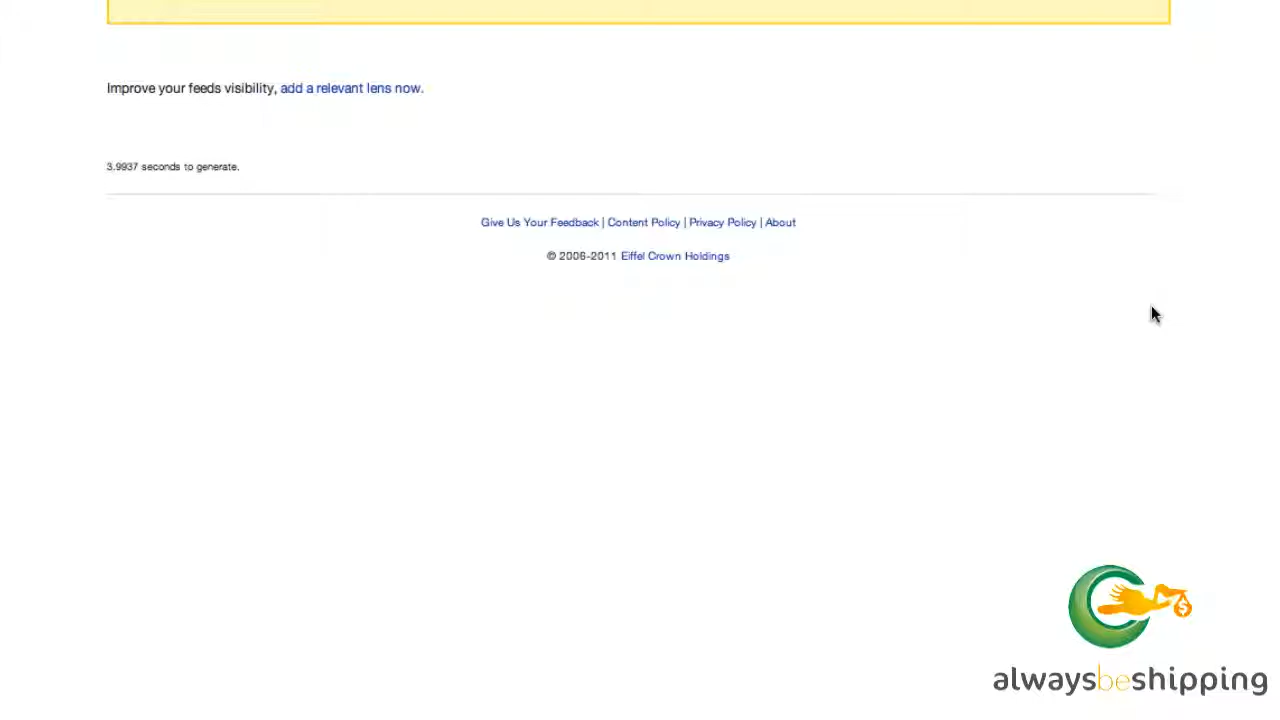 Improve your feeds visibility, add a relevant lens now.
3.9937 seconds to generate.
Give Us Your Feedback | Content Policy | Privacy Policy | About
© 2006-2011 Eiffel Crown Holdings
$
alwaysbeshipping